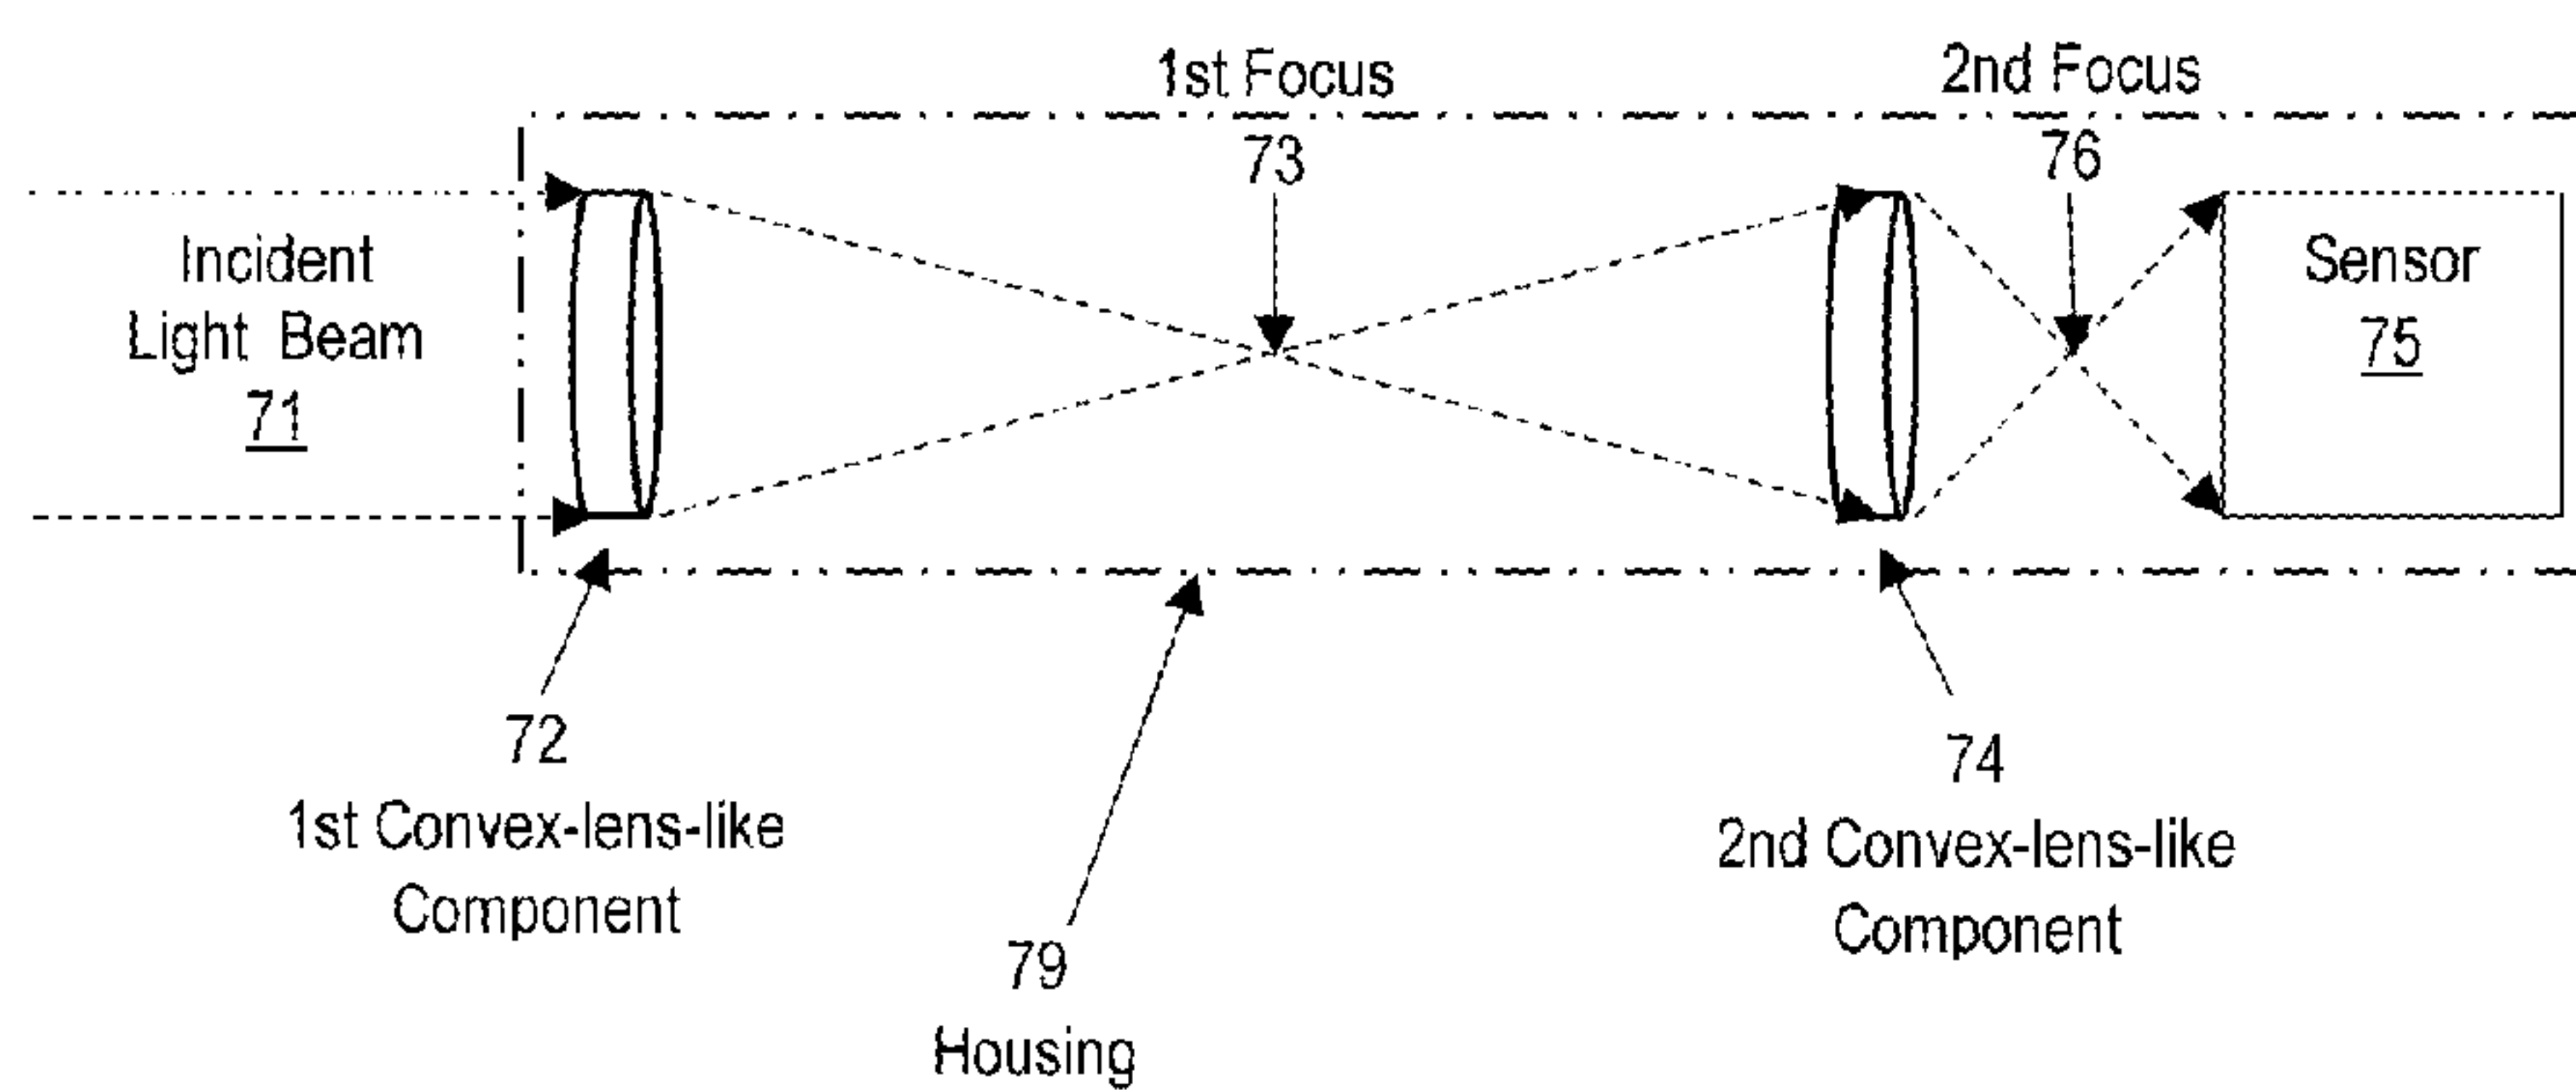 1st Focus
2nd Focus
73
76
Incident
Light Beam
71
Sensor
75
72
1st Convex-lens-like
Component
74
2nd Convex-lens-like
Component
79
Housing